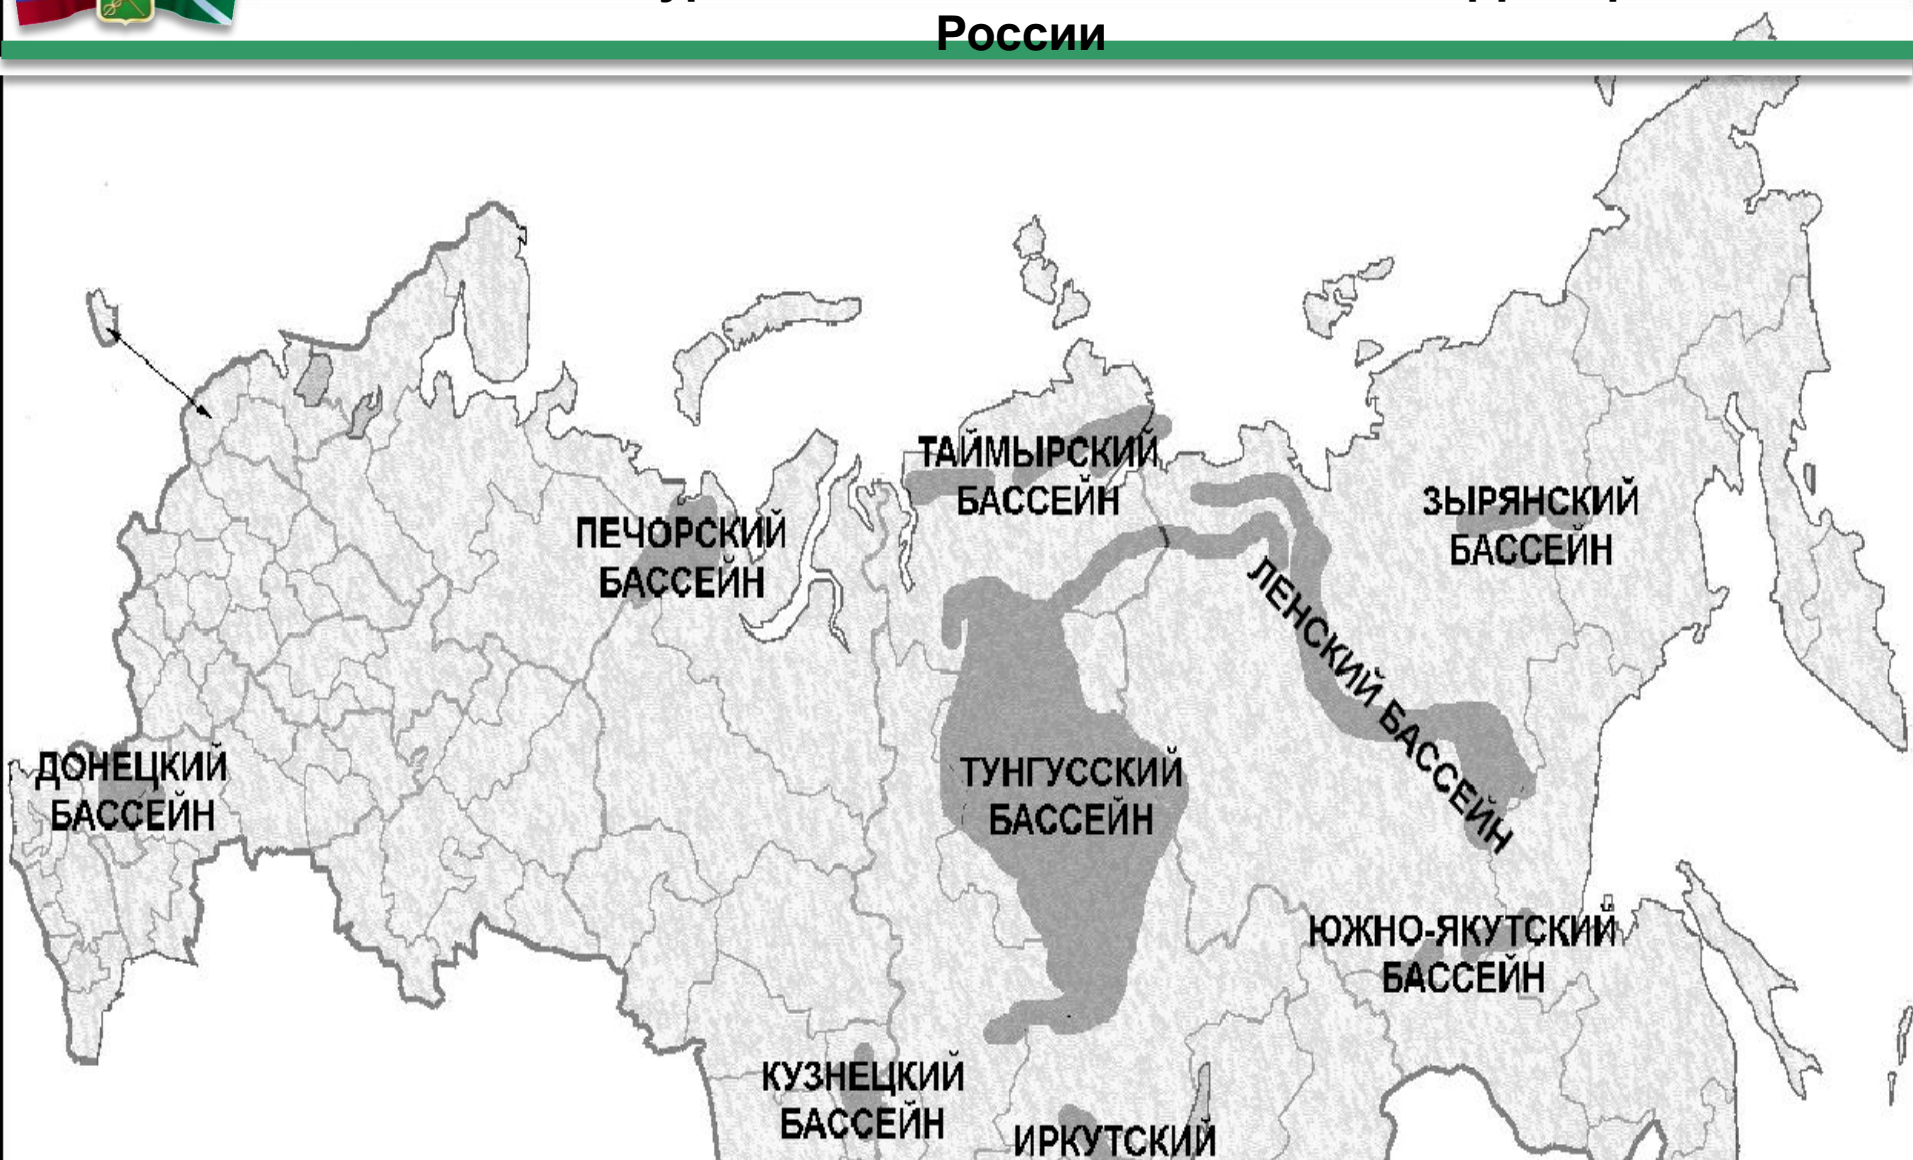 России
ТАЙМЫРСКИЙ
БАССЕЙН
ЗЫРЯНСКИЙ
БАССЕЙН
ПЕЧОРСКИЙ
БАССЕЙН
ЛЕНСКИЙ БАССЕЙН
ДОНЕЦКИЙ
БАССЕЙН
ТУНГУССКИЙ
БАССЕЙН
ЮЖНО-ЯКУТСКИЙ
БАССЕЙН
КУЗНЕЦКИЙ
БАССЕЙН
ИРКУТСКИЙ